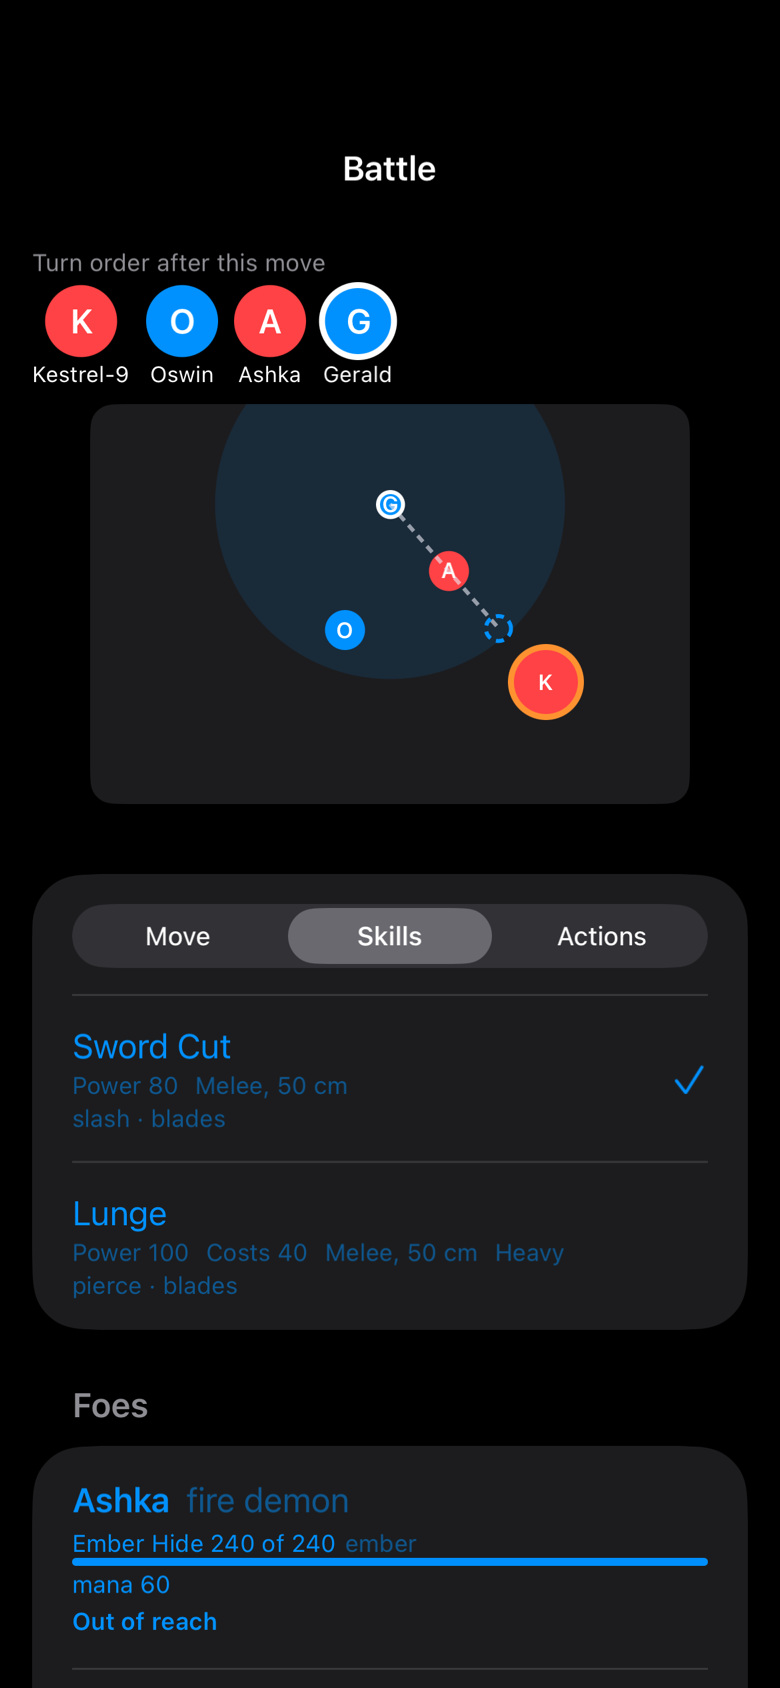 Battle
Turn order after this move
K O A G
Kestrel-9 Oswin Ashka Gerald
G
A
O
K
Move Skills Actions
Sword Cut
Power 80 Melee, 50 cm
slash · blades
Lunge
Power 100 Costs 40 Melee, 50 cm Heavy
pierce · blades
Foes
Ashka fire demon
Ember Hide 240 of 240 ember
mana 60
Out of reach